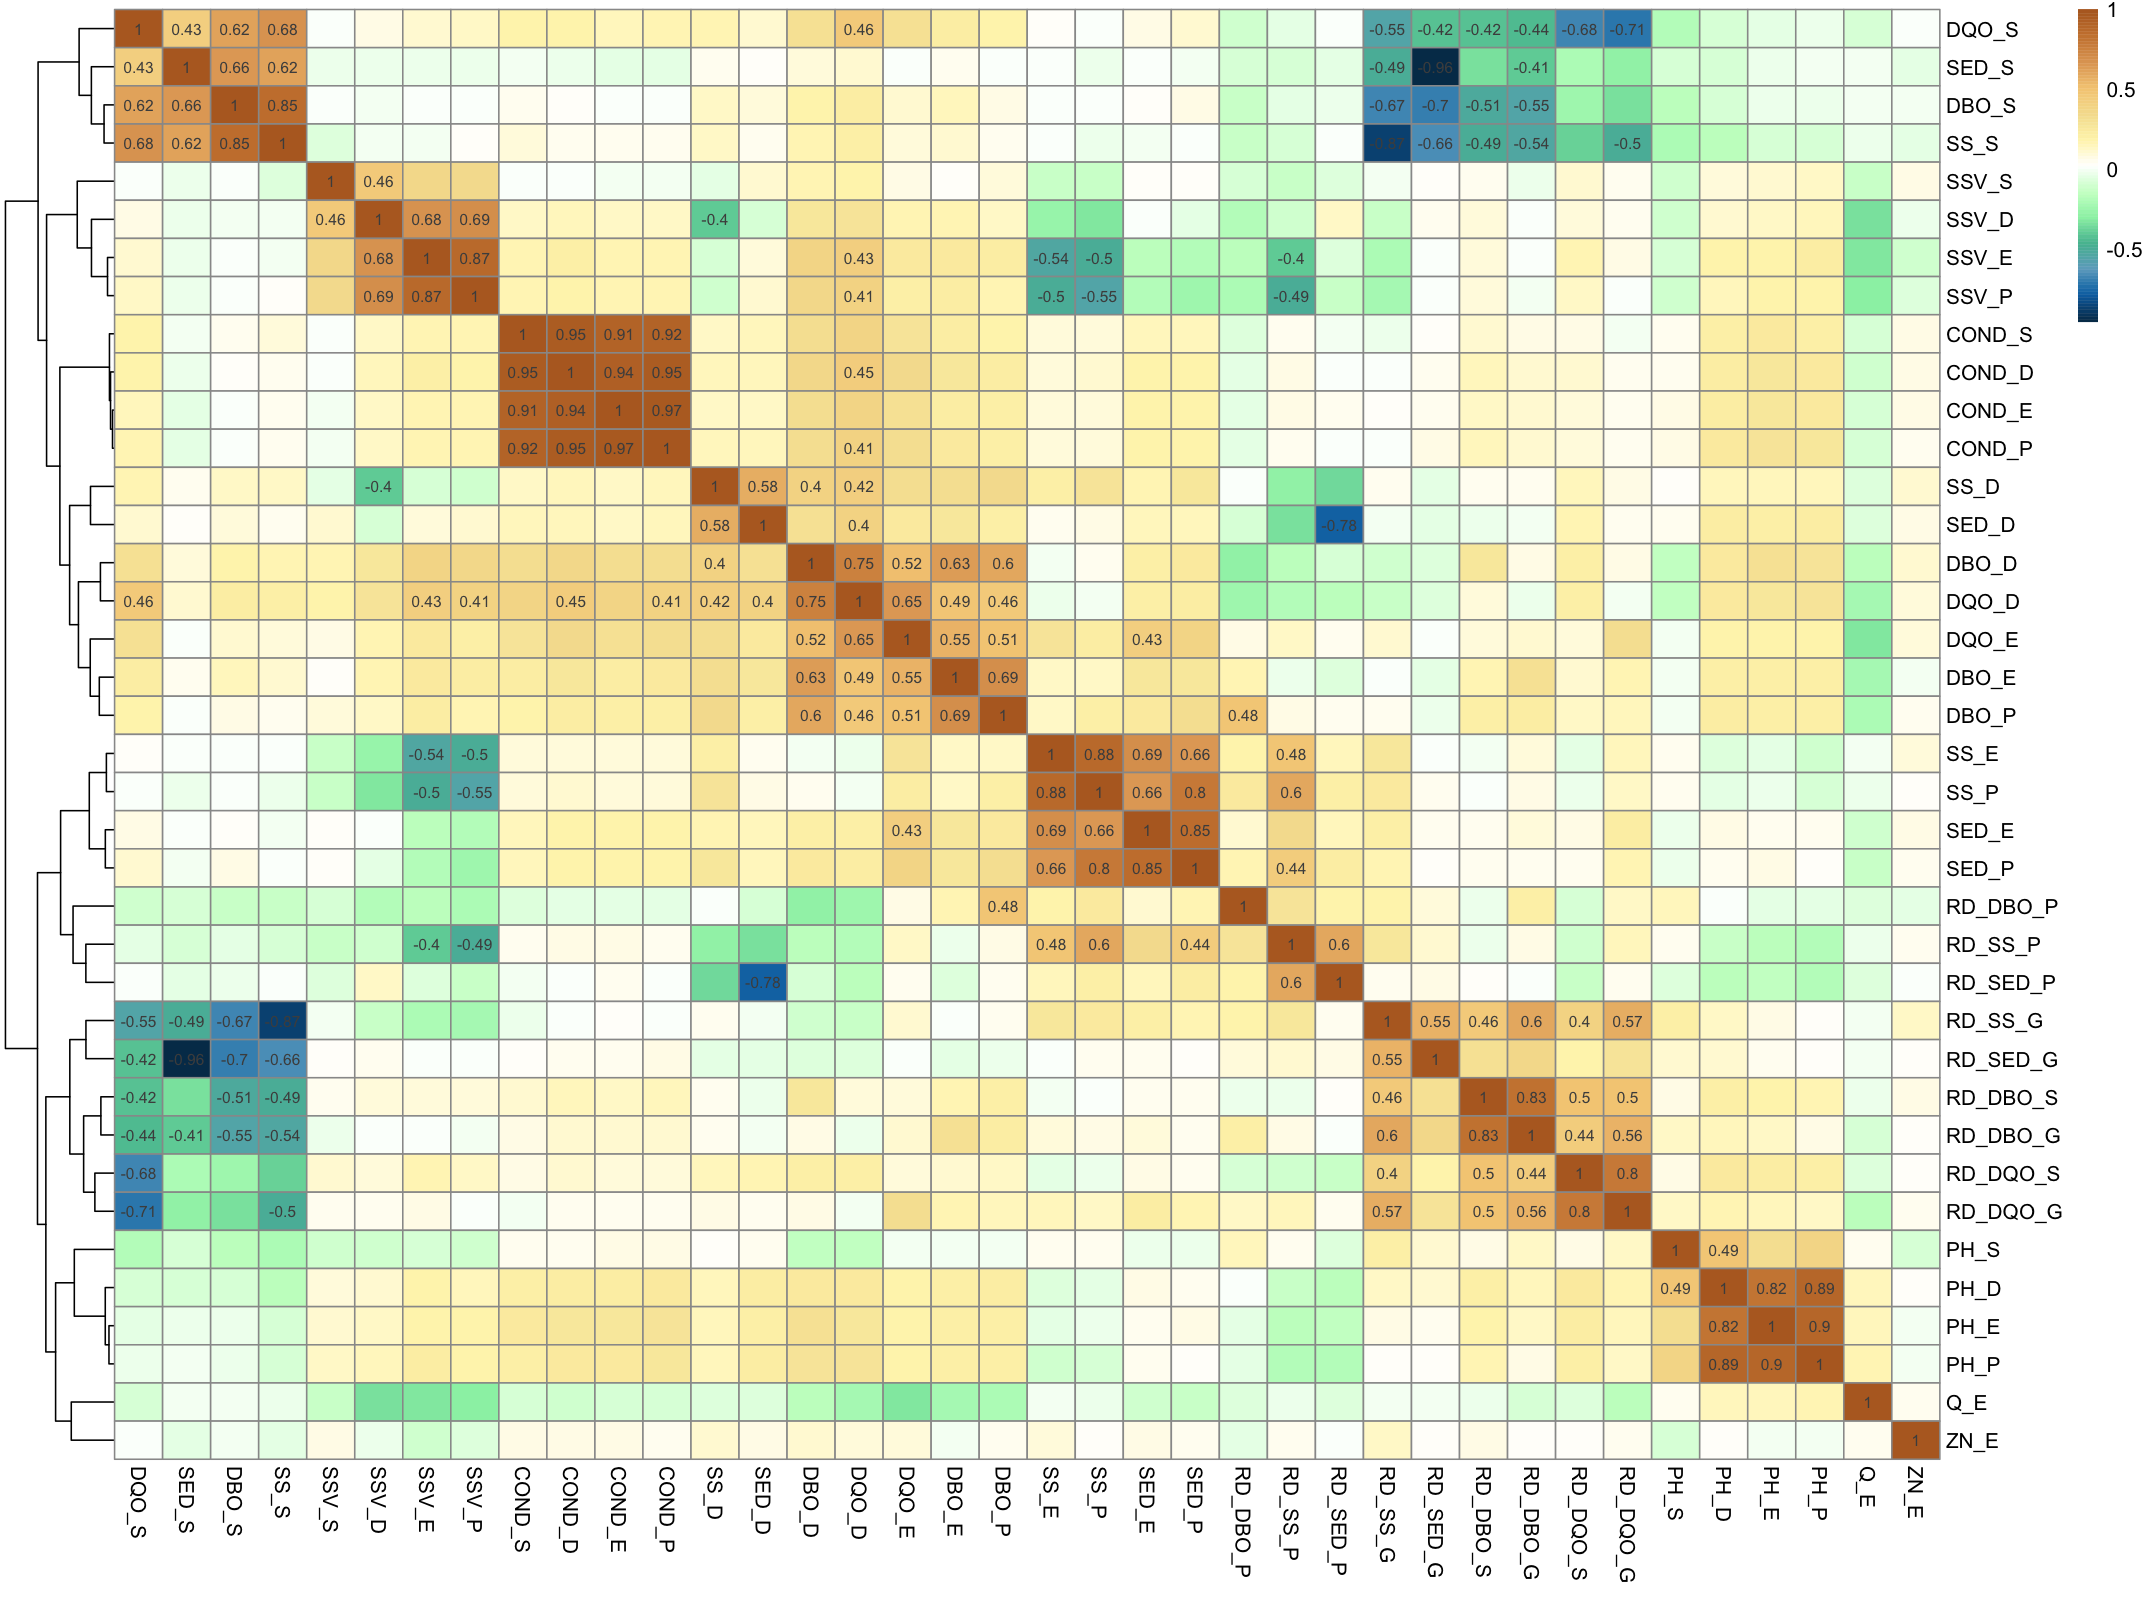 1 0.43 0.62 0.68 0.46 -0.55 -0.42 -0.42 -0.44 -0.68 -0.71 DQO_S
0.43 1 0.66 0.62 -0.49 -0.96 -0.41 SED_S
0.62 0.66 1 0.85 -0.67 -0.7 -0.51 -0.55 DBO_S
0.68 0.62 0.85 1 -0.87 -0.66 -0.49 -0.54 -0.5 SS_S
1 0.46 SSV_S
0.46 1 0.68 0.69 -0.4 SSV_D
0.68 1 0.87 0.43 -0.54 -0.5 -0.4 SSV_E
0.69 0.87 1 0.41 -0.5 -0.55 -0.49 SSV_P
1 0.95 0.91 0.92 COND_S
0.95 1 0.94 0.95 0.45 COND_D
0.91 0.94 1 0.97 COND_E
0.92 0.95 0.97 1 0.41 COND_P
-0.4 1 0.58 0.4 0.42 SS_D
0.58 1 0.4 -0.78 SED_D
0.4 1 0.75 0.52 0.63 0.6 DBO_D
0.46 0.43 0.41 0.45 0.41 0.42 0.4 0.75 1 0.65 0.49 0.46 DQO_D
0.52 0.65 1 0.55 0.51 0.43 DQO_E
0.63 0.49 0.55 1 0.69 DBO_E
0.6 0.46 0.51 0.69 1 0.48 DBO_P
-0.54 -0.5 1 0.88 0.69 0.66 0.48 SS_E
-0.5 -0.55 0.88 1 0.66 0.8 0.6 SS_P
0.43 0.69 0.66 1 0.85 SED_E
0.66 0.8 0.85 1 0.44 SED_P
0.48 1 RD_DBO_P
-0.4 -0.49 0.48 0.6 0.44 1 0.6 RD_SS_P
-0.78 0.6 1 RD_SED_P
-0.55 -0.49 -0.67 -0.87 1 0.55 0.46 0.6 0.4 0.57 RD_SS_G
-0.42 -0.96 -0.7 -0.66 0.55 1 RD_SED_G
-0.42 -0.51 -0.49 0.46 1 0.83 0.5 0.5 RD_DBO_S
-0.44 -0.41 -0.55 -0.54 0.6 0.83 1 0.44 0.56 RD_DBO_G
-0.68 0.4 0.5 0.44 1 0.8 RD_DQO_S
-0.71 -0.5 0.57 0.5 0.56 0.8 1 RD_DQO_G
1 0.49 PH_S
0.49 1 0.82 0.89 PH_D
0.82 1 0.9 PH_E
0.89 0.9 1 PH_P
1 Q_E
1 ZN_E
DQO_S
SED_S
DBO_S
SS_S
SSV_S
SSV_D
SSV_E
SSV_P
COND_S
COND_D
COND_E
COND_P
SS_D
SED_D
DBO_D
DQO_D
DQO_E
DBO_E
DBO_P
SS_E
SS_P
SED_E
SED_P
RD_DBO_P
RD_SS_P
RD_SED_P
RD_SS_G
RD_SED_G
RD_DBO_S
RD_DBO_G
RD_DQO_S
RD_DQO_G
PH_S
PH_D
PH_E
PH_P
Q_E
ZN_E
1
0.5
0
-0.5